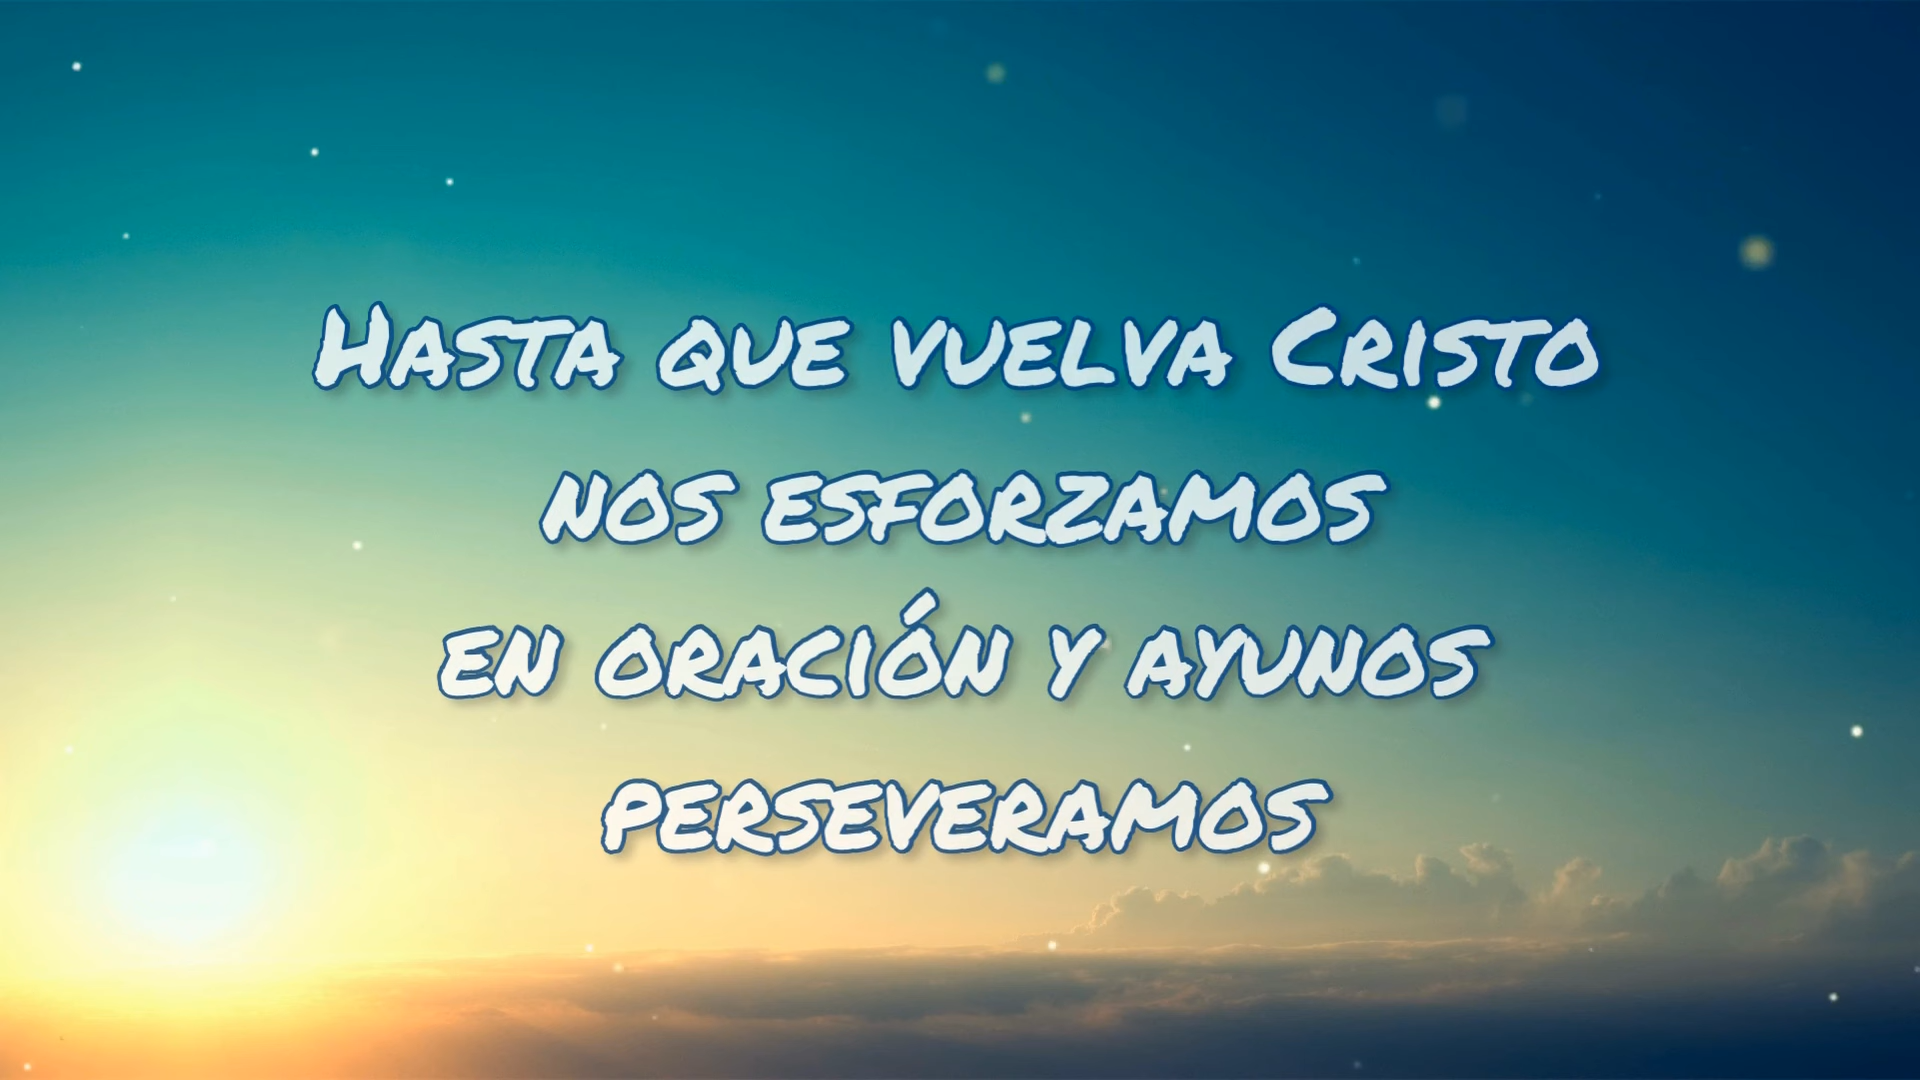 Hasta que vuelva Cristo
nos esforzamos
en oración y ayunos
perseveramos